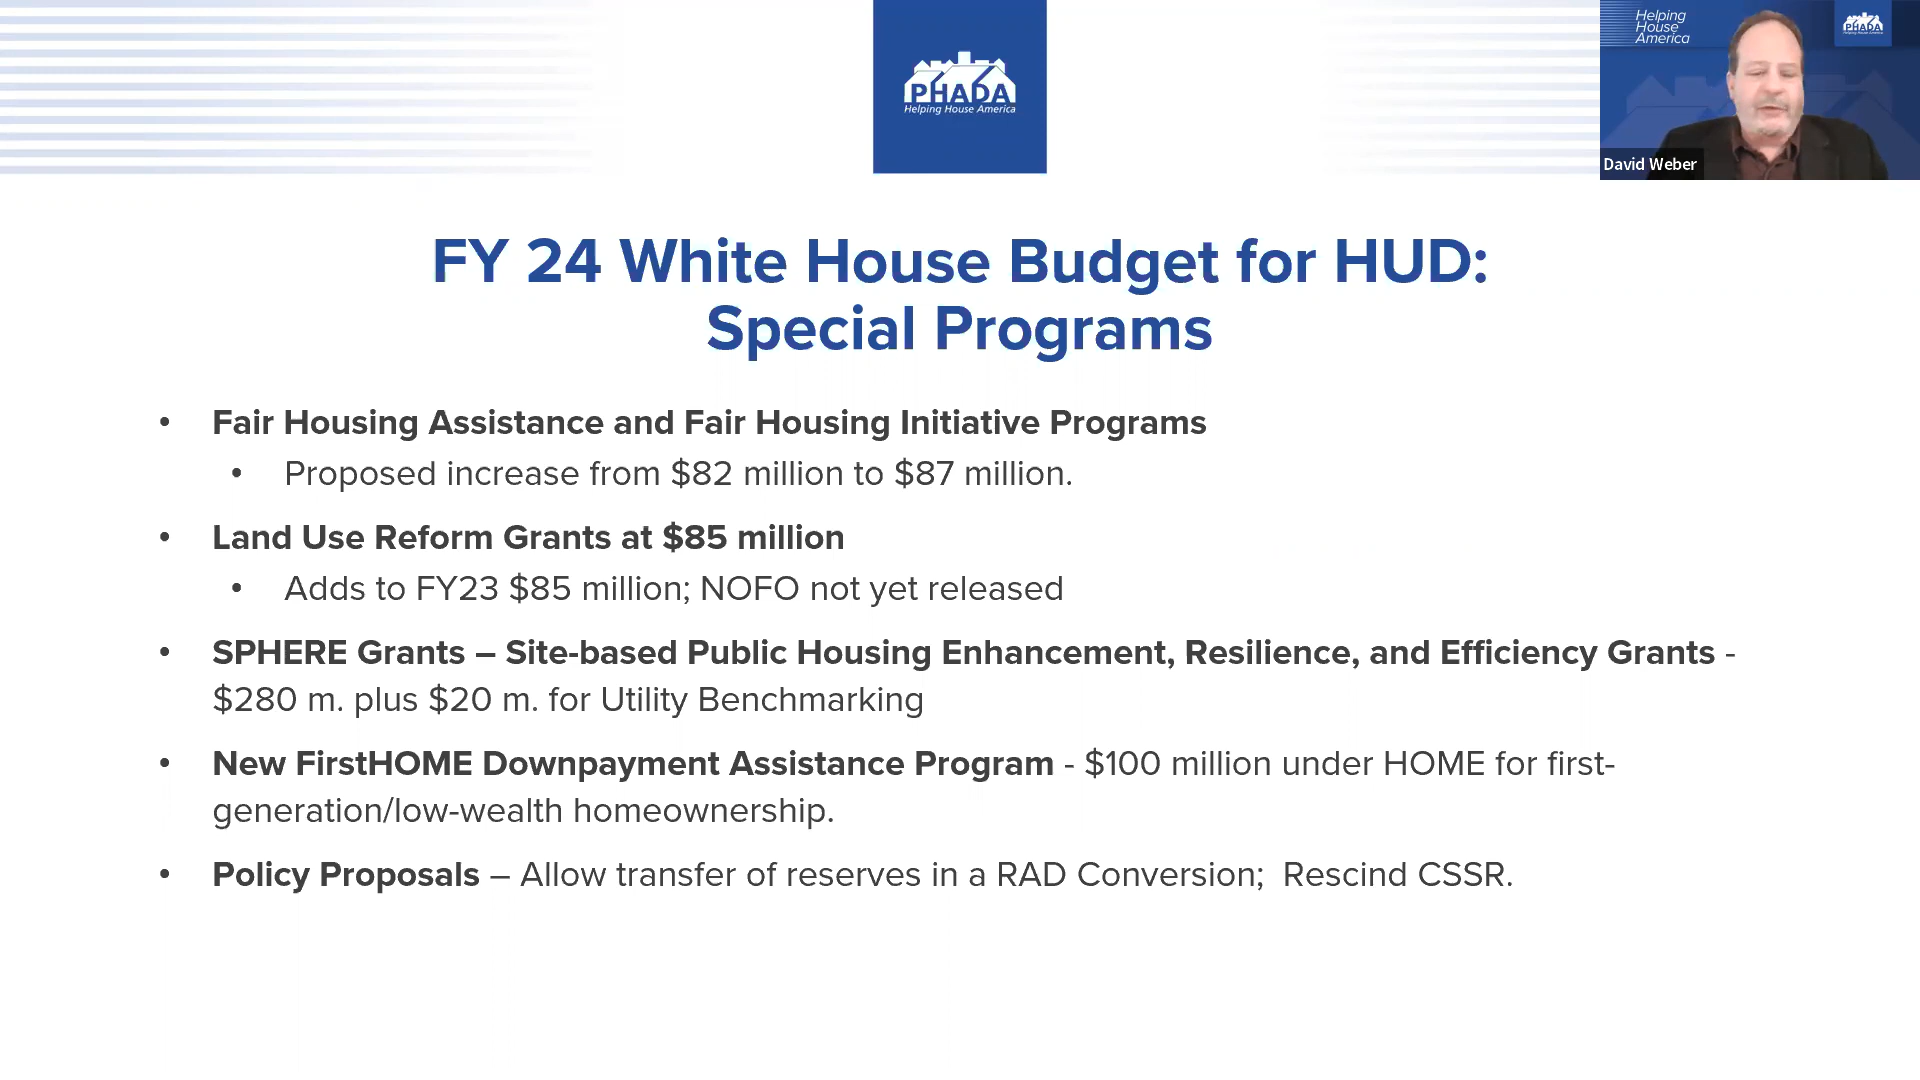 PHADA
Helping House America
Helping
House
America
PHADA
Helping House America
David Weber
FY 24 White House Budget for HUD:
Special Programs
• Fair Housing Assistance and Fair Housing Initiative Programs
• Proposed increase from $82 million to $87 million.
• Land Use Reform Grants at $85 million
• Adds to FY23 $85 million; NOFO not yet released
• SPHERE Grants – Site-based Public Housing Enhancement, Resilience, and Efficiency Grants -
$280 m. plus $20 m. for Utility Benchmarking
• New FirstHOME Downpayment Assistance Program - $100 million under HOME for first-
generation/low-wealth homeownership.
• Policy Proposals – Allow transfer of reserves in a RAD Conversion;  Rescind CSSR.